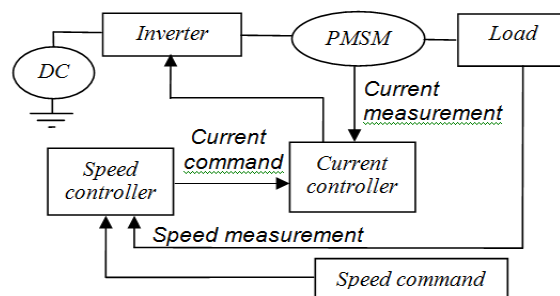 Inverter
PMSM
Load
DC
Current
measurement
Current
command
Speed
controller
Current
controller
Speed measurement
Speed command